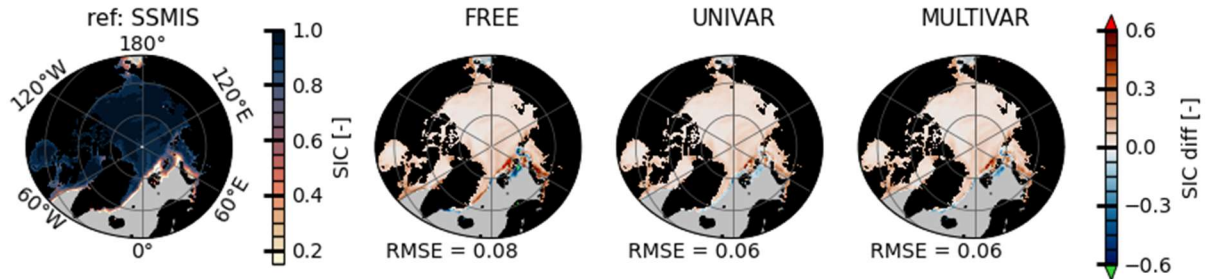 ref: SSMIS
FREE
UNIVAR
MULTIVAR
180°
120°W
120°E
60°W
60°E
0°
1.0
0.8
0.6
0.4
0.2
SIC [-]
RMSE = 0.08
RMSE = 0.06
RMSE = 0.06
0.6
0.3
0.0
−0.3
−0.6
SIC diff [-]